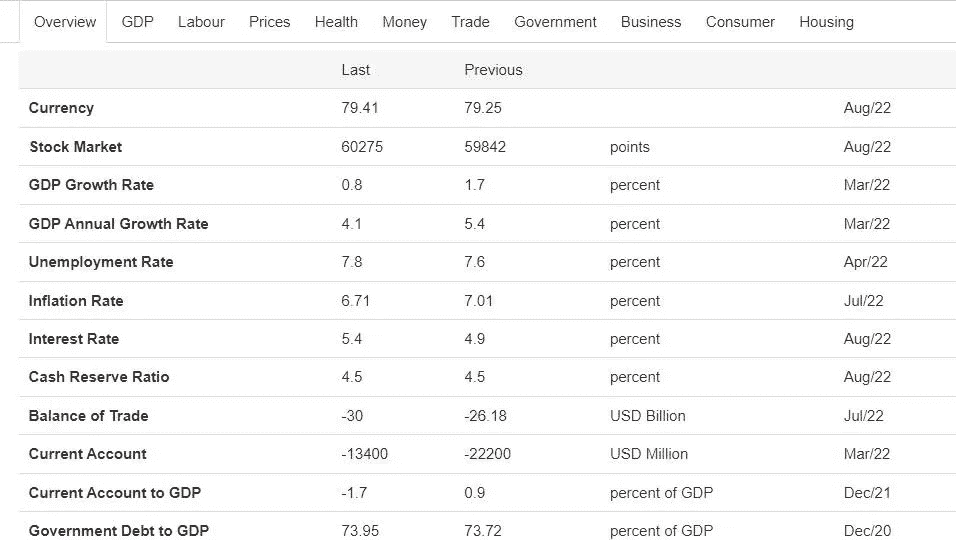 Overview GDP Labour Prices Health Money Trade Government Business Consumer Housing
Last Previous
Currency 79.41 79.25 Aug/22
Stock Market 60275 59842 points Aug/22
GDP Growth Rate 0.8 1.7 percent Mar/22
GDP Annual Growth Rate 4.1 5.4 percent Mar/22
Unemployment Rate 7.8 7.6 percent Apr/22
Inflation Rate 6.71 7.01 percent Jul/22
Interest Rate 5.4 4.9 percent Aug/22
Cash Reserve Ratio 4.5 4.5 percent Aug/22
Balance of Trade -30 -26.18 USD Billion Jul/22
Current Account -13400 -22200 USD Million Mar/22
Current Account to GDP -1.7 0.9 percent of GDP Dec/21
Government Debt to GDP 73.95 73.72 percent of GDP Dec/20